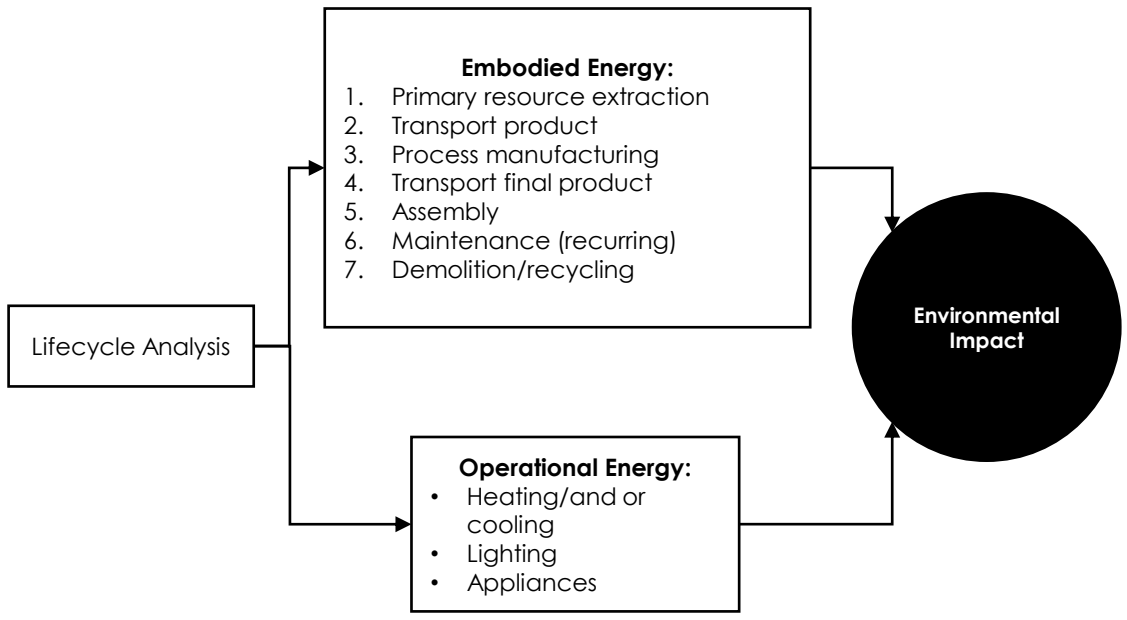 Embodied Energy:
1. Primary resource extraction
2. Transport product
3. Process manufacturing
4. Transport final product
5. Assembly
6. Maintenance (recurring)
7. Demolition/recycling
Lifecycle Analysis
Environmental
Impact
Operational Energy:
• Heating/and or
cooling
• Lighting
• Appliances